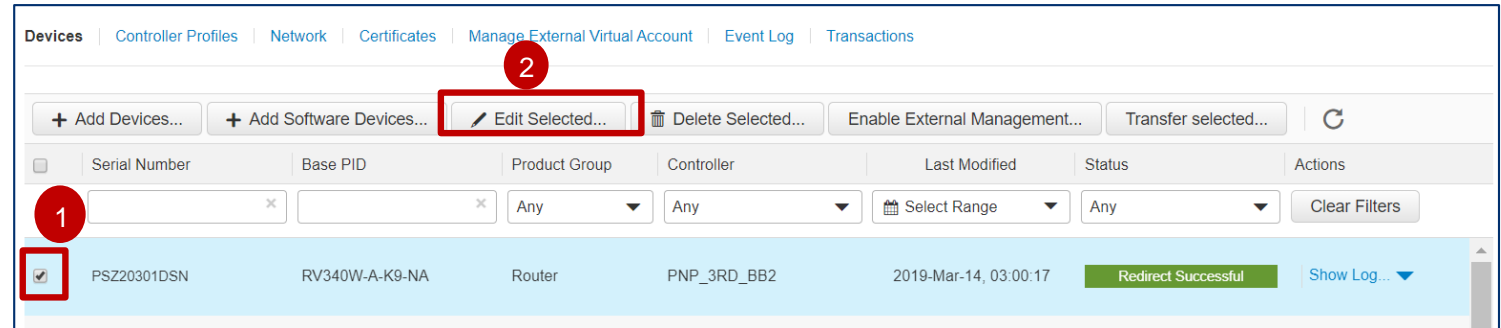 Devices | Controller Profiles | Network | Certificates | Manage External Virtual Account | Event Log | Transactions
2
+ Add Devices... + Add Software Devices... Edit Selected... Delete Selected... Enable External Management... Transfer selected...
Serial Number Base PID Product Group Controller Last Modified Status Actions
× × Any Any Select Range Any Clear Filters
1
PSZ20301DSN RV340W-A-K9-NA Router PNP_3RD_BB2 2019-Mar-14, 03:00:17 Redirect Successful Show Log...